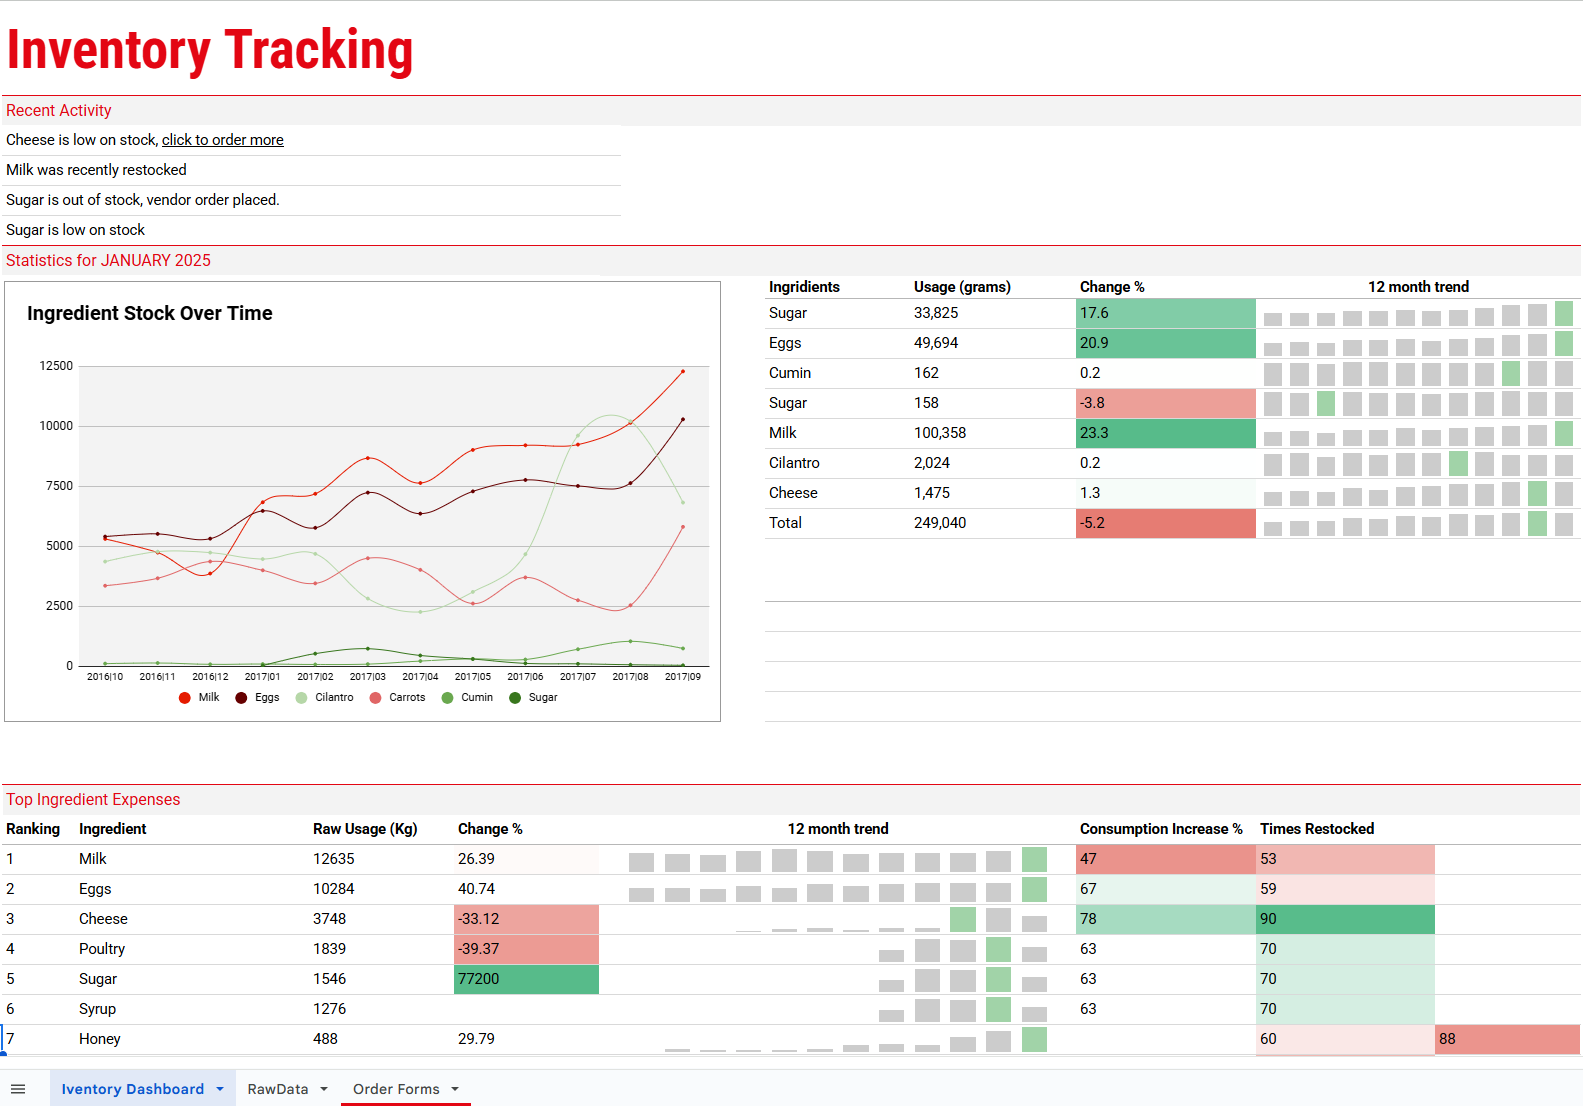 Inventory Tracking
Recent Activity
Cheese is low on stock, click to order more
Milk was recently restocked
Sugar is out of stock, vendor order placed.
Sugar is low on stock
Statistics for JANUARY 2025
Ingredient Stock Over Time
12500
10000
7500
5000
2500
0
2016|10 2016|11 2016|12 2017|01 2017|02 2017|03 2017|04 2017|05 2017|06 2017|07 2017|08 2017|09
Milk Eggs Cilantro Carrots Cumin Sugar
Ingridients Usage (grams) Change % 12 month trend
Sugar 33,825 17.6
Eggs 49,694 20.9
Cumin 162 0.2
Sugar 158 -3.8
Milk 100,358 23.3
Cilantro 2,024 0.2
Cheese 1,475 1.3
Total 249,040 -5.2
Top Ingredient Expenses
Ranking Ingredient Raw Usage (Kg) Change % 12 month trend Consumption Increase % Times Restocked
1 Milk 12635 26.39 47 53
2 Eggs 10284 40.74 67 59
3 Cheese 3748 -33.12 78 90
4 Poultry 1839 -39.37 63 70
5 Sugar 1546 77200 63 70
6 Syrup 1276 63 70
7 Honey 488 29.79 60 88
Iventory Dashboard RawData Order Forms